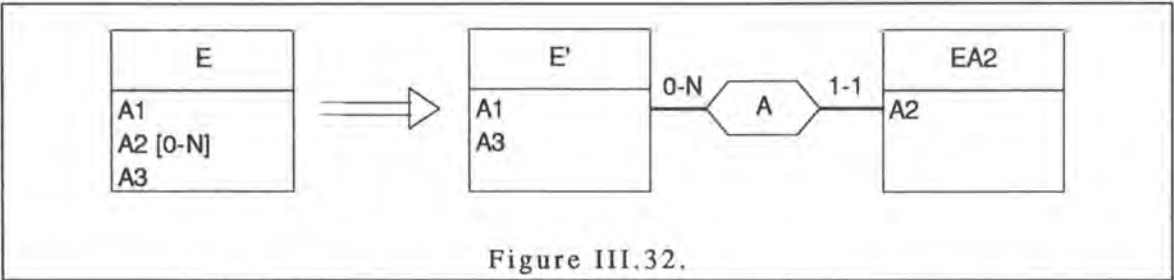 E
A1
A2 [0-N]
A3
E'
A1
A3
0-N
A
1-1
EA2
A2
Figure III.32.